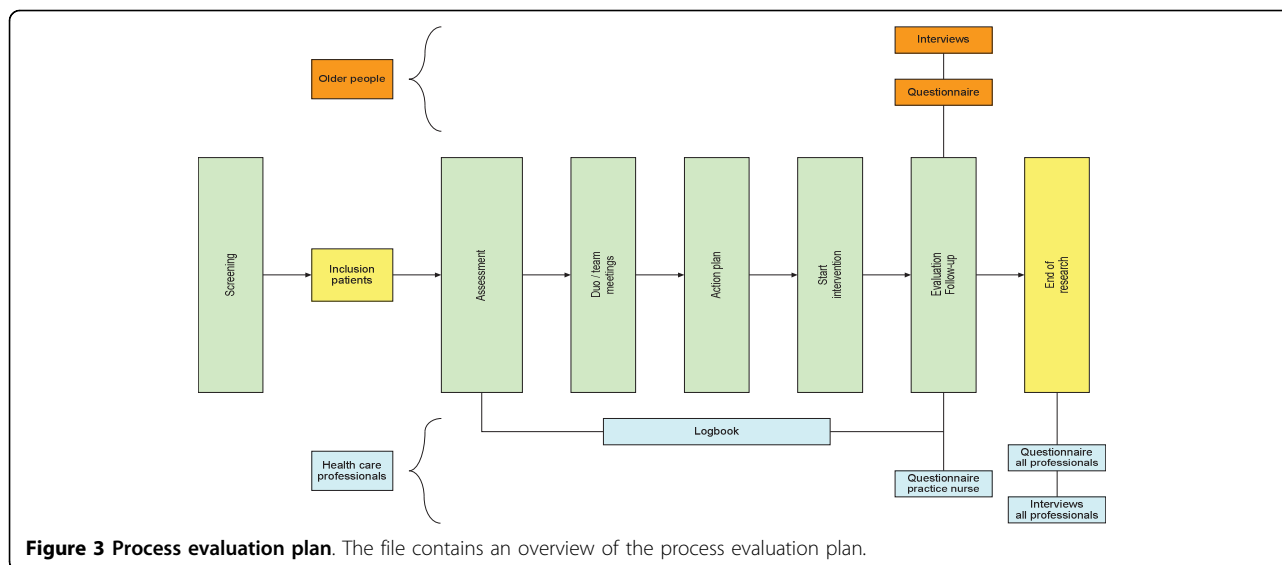 Interviews
Older people
Questionnaire
Screening
Inclusion
patients
Assessment
Duo / team
meetings
Action plan
Start
intervention
Evaluation
Follow-up
End of
research
Logbook
Health care
professionals
Questionnaire
practice nurse
Questionnaire
all professionals
Interviews
all professionals
Figure 3 Process evaluation plan. The file contains an overview of the process evaluation plan.